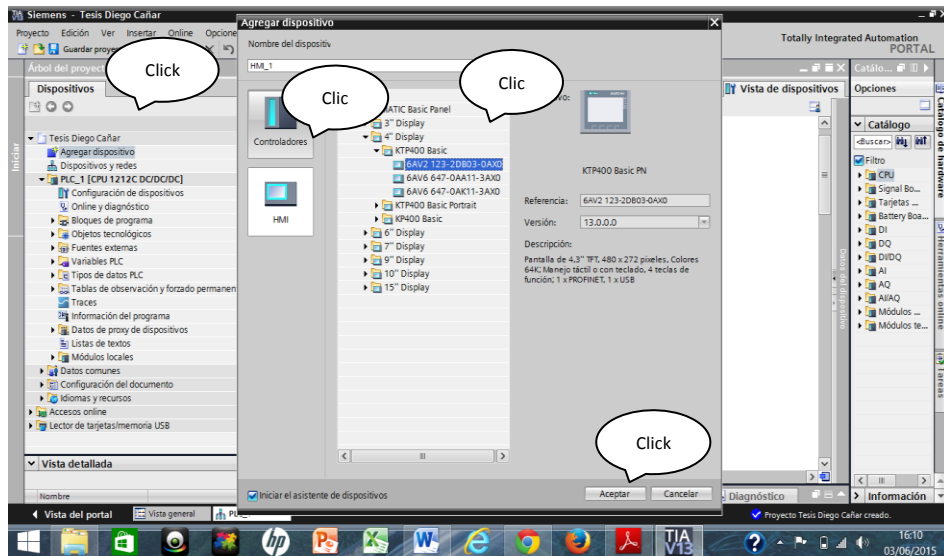 Siemens - Tesis Diego Cañar
Proyecto Edición Ver Insertar Online Opcione
Guardar proye
Totally Integrated Automation
PORTAL
Agregar dispositivo
Nombre del dispositiv
HMI_1
Click
Clic
Clic
Click
Árbol del proyec
Dispositivos
Tesis Diego Cañar
Agregar dispositivo
Dispositivos y redes
PLC_1 [CPU 1212C DC/DC/DC]
Configuración de dispositivos
Online y diagnóstico
Bloques de programa
Objetos tecnológicos
Fuentes externas
Variables PLC
Tipos de datos PLC
Tablas de observación y forzado permanen
Traces
Información del programa
Datos de proxy de dispositivos
Listas de textos
Módulos locales
Datos comunes
Configuración del documento
Idiomas y recursos
Accesos online
Lector de tarjetas/memoria USB
Vista detallada
Nombre
Iniciar
Controladores
HMI
ATIC Basic Panel
3" Display
4" Display
KTP400 Basic
6AV2 123-2DB03-0AX0
6AV6 647-0AA11-3AX0
6AV6 647-0AK11-3AX0
KTP400 Basic Portrait
KP400 Basic
6" Display
7" Display
9" Display
10" Display
15" Display
ivo:
KTP400 Basic PN
Referencia: 6AV2 123-2DB03-0AX0
Versión: 13.0.0.0
Descripción:
Pantalla de 4,3" TFT, 480 x 272 pixeles, Colores
64K; Manejo táctil o con teclado, 4 teclas de
función; 1 x PROFINET, 1 x USB
Iniciar el asistente de dispositivos
Aceptar
Cancelar
Vista de dispositivos
Datos del dispositivo
Diagnóstico
Catálo...
Opciones
Catálogo
<Buscar>
Filtro
CPU
Signal Bo...
Tarjetas ...
Battery Boa...
DI
DQ
DI/DQ
AI
AQ
AI/AQ
Módulos ...
Módulos te...
Información
Catálogo de hardware
Herramientas online
Tareas
Vista del portal
Vista general
Proyecto Tesis Diego Cañar creado.
hp
TIA
V13
16:10
03/06/2015